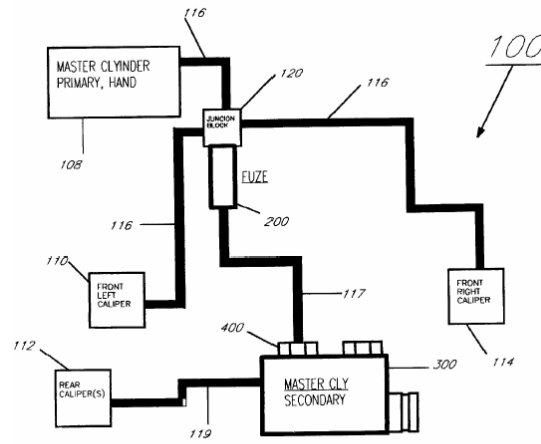 116
100
MASTER CLYINDER
PRIMARY, HAND
120
116
JUNCION
BLOCK
108
FUZE
116
200
110
FRONT
LEFT
CALIPER
117
FRONT
RIGHT
CALIPER
400
112
300
114
REAR
CALIPER(S)
MASTER CLY
SECONDARY
119